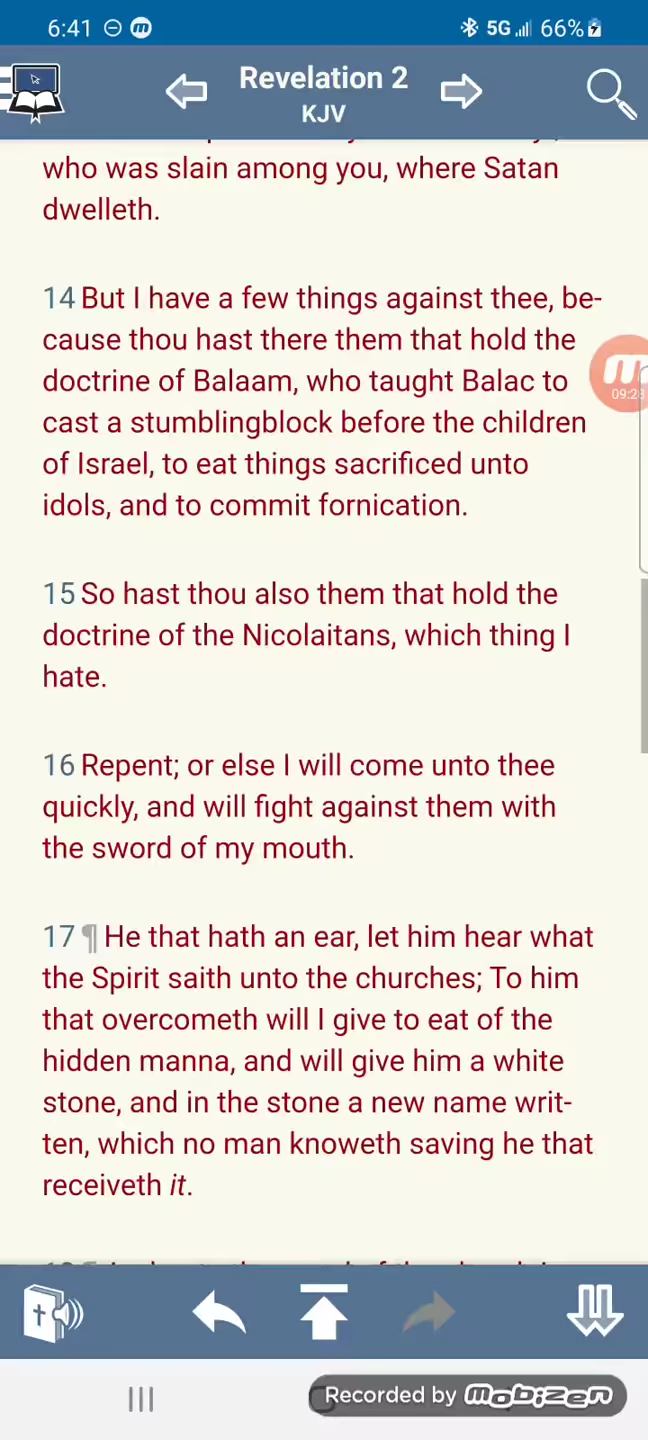 6:41
5G 66%
Revelation 2
KJV
who was slain among you, where Satan
dwelleth.
14 But I have a few things against thee, be-
cause thou hast there them that hold the
doctrine of Balaam, who taught Balac to
cast a stumblingblock before the children
of Israel, to eat things sacrificed unto
idols, and to commit fornication.
09:28
15 So hast thou also them that hold the
doctrine of the Nicolaitans, which thing I
hate.
16 Repent; or else I will come unto thee
quickly, and will fight against them with
the sword of my mouth.
17 ¶ He that hath an ear, let him hear what
the Spirit saith unto the churches; To him
that overcometh will I give to eat of the
hidden manna, and will give him a white
stone, and in the stone a new name writ-
ten, which no man knoweth saving he that
receiveth it.
Recorded by mobizen